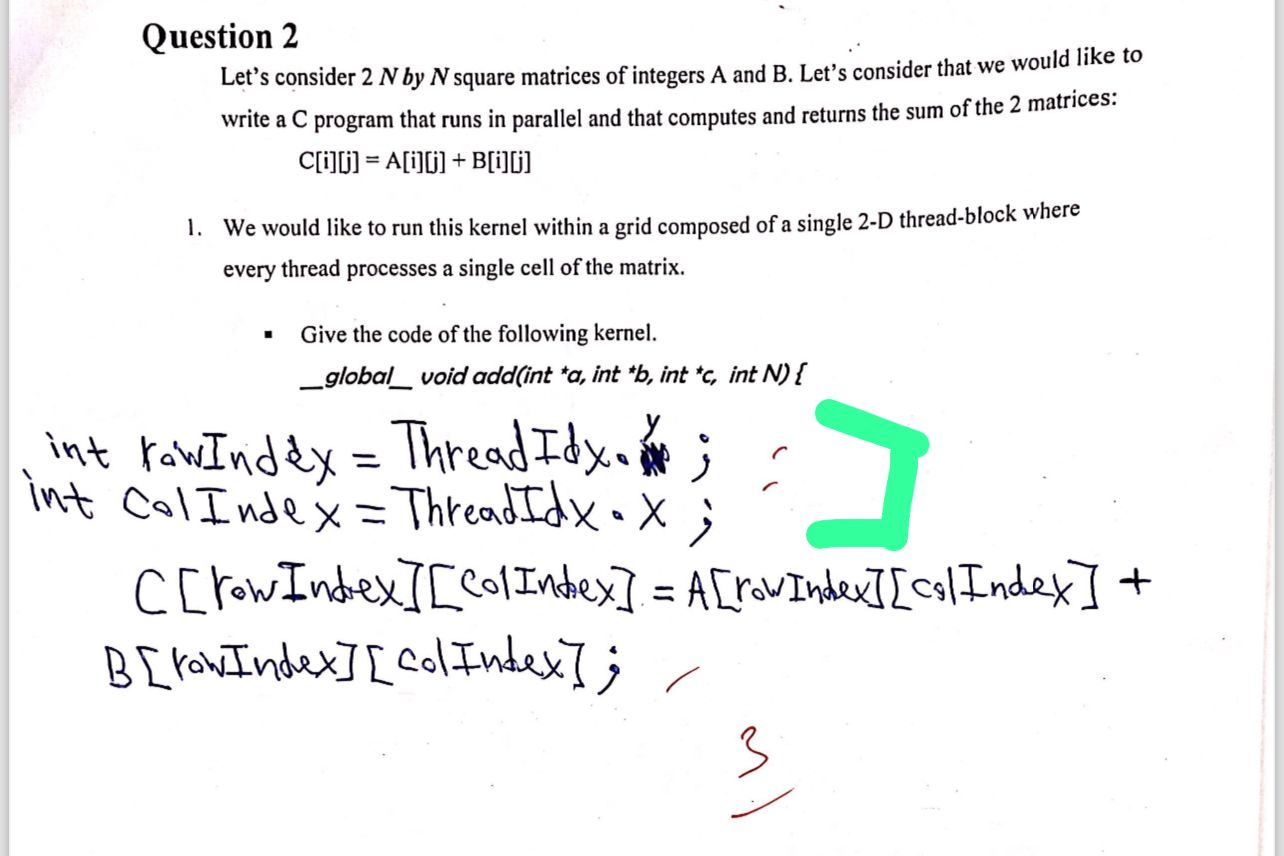 Question 2
Let's consider 2 N by N square matrices of integers A and B. Let's consider that we would like to
write a C program that runs in parallel and that computes and returns the sum of the 2 matrices:
C[i][j] = A[i][j] + B[i][j]
1. We would like to run this kernel within a grid composed of a single 2-D thread-block where
every thread processes a single cell of the matrix.
▪ Give the code of the following kernel.
__global__ void add(int *a, int *b, int *c, int N) {
int rowIndex = ThreadIdx.y ;
int ColIndex = ThreadIdx.x ;
C[rowIndex][ColIndex] = A[rowIndex][colIndex] +
B[rowIndex][ColIndex] ;
3